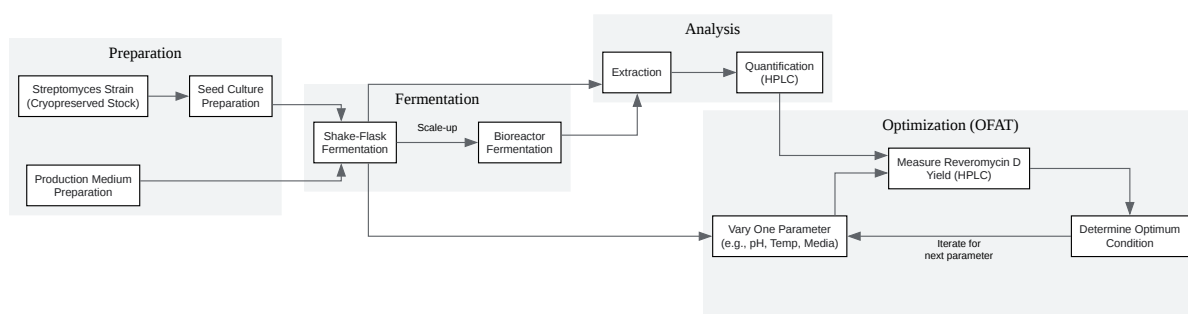 Preparation
Streptomyces Strain
(Cryopreserved Stock)
Seed Culture
Preparation
Production Medium
Preparation
Fermentation
Shake-Flask
Fermentation
Scale-up
Bioreactor
Fermentation
Analysis
Extraction
Quantification
(HPLC)
Optimization (OFAT)
Measure Reveromycin D
Yield (HPLC)
Vary One Parameter
(e.g., pH, Temp, Media)
Iterate for
next parameter
Determine Optimum
Condition